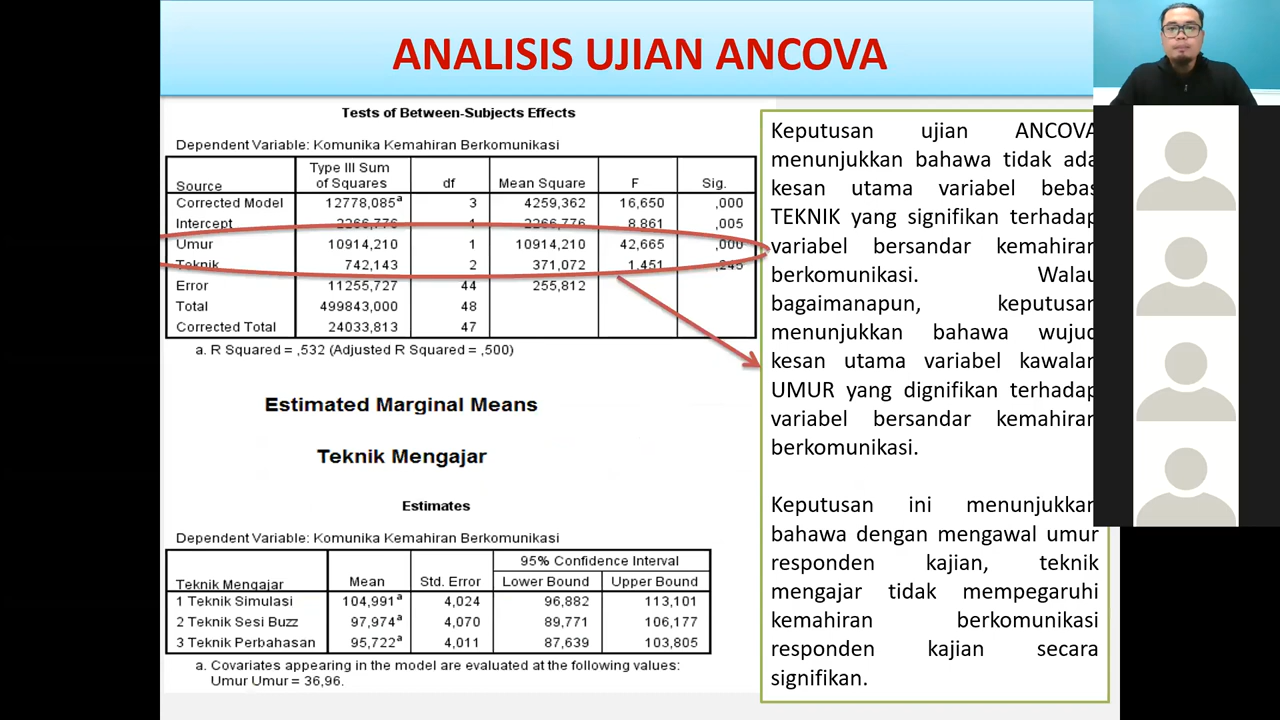 ANALISIS UJIAN ANCOVA
Tests of Between-Subjects Effects
Dependent Variable: Komunika Kemahiran Berkomunikasi
Source Type III Sum of Squares df Mean Square F Sig.
Corrected Model 12778,085a 3 4259,362 16,650 ,000
Intercept 2266,776 1 2266,776 8,861 ,005
Umur 10914,210 1 10914,210 42,665 ,000
Teknik 742,143 2 371,072 1,451 ,245
Error 11255,727 44 255,812
Total 499843,000 48
Corrected Total 24033,813 47
a. R Squared = ,532 (Adjusted R Squared = ,500)
Estimated Marginal Means
Teknik Mengajar
Estimates
Dependent Variable: Komunika Kemahiran Berkomunikasi
95% Confidence Interval
Teknik Mengajar Mean Std. Error Lower Bound Upper Bound
1 Teknik Simulasi 104,991a 4,024 96,882 113,101
2 Teknik Sesi Buzz 97,974a 4,070 89,771 106,177
3 Teknik Perbahasan 95,722a 4,011 87,639 103,805
a. Covariates appearing in the model are evaluated at the following values:
Umur Umur = 36,96.
Keputusan ujian ANCOVA
menunjukkan bahawa tidak ada
kesan utama variabel bebas
TEKNIK yang signifikan terhadap
variabel bersandar kemahiran
berkomunikasi. Walau
bagaimanapun, keputusan
menunjukkan bahawa wujud
kesan utama variabel kawalan
UMUR yang dignifikan terhadap
variabel bersandar kemahiran
berkomunikasi.
Keputusan ini menunjukkan
bahawa dengan mengawal umur
responden kajian, teknik
mengajar tidak mempegaruhi
kemahiran berkomunikasi
responden kajian secara
signifikan.